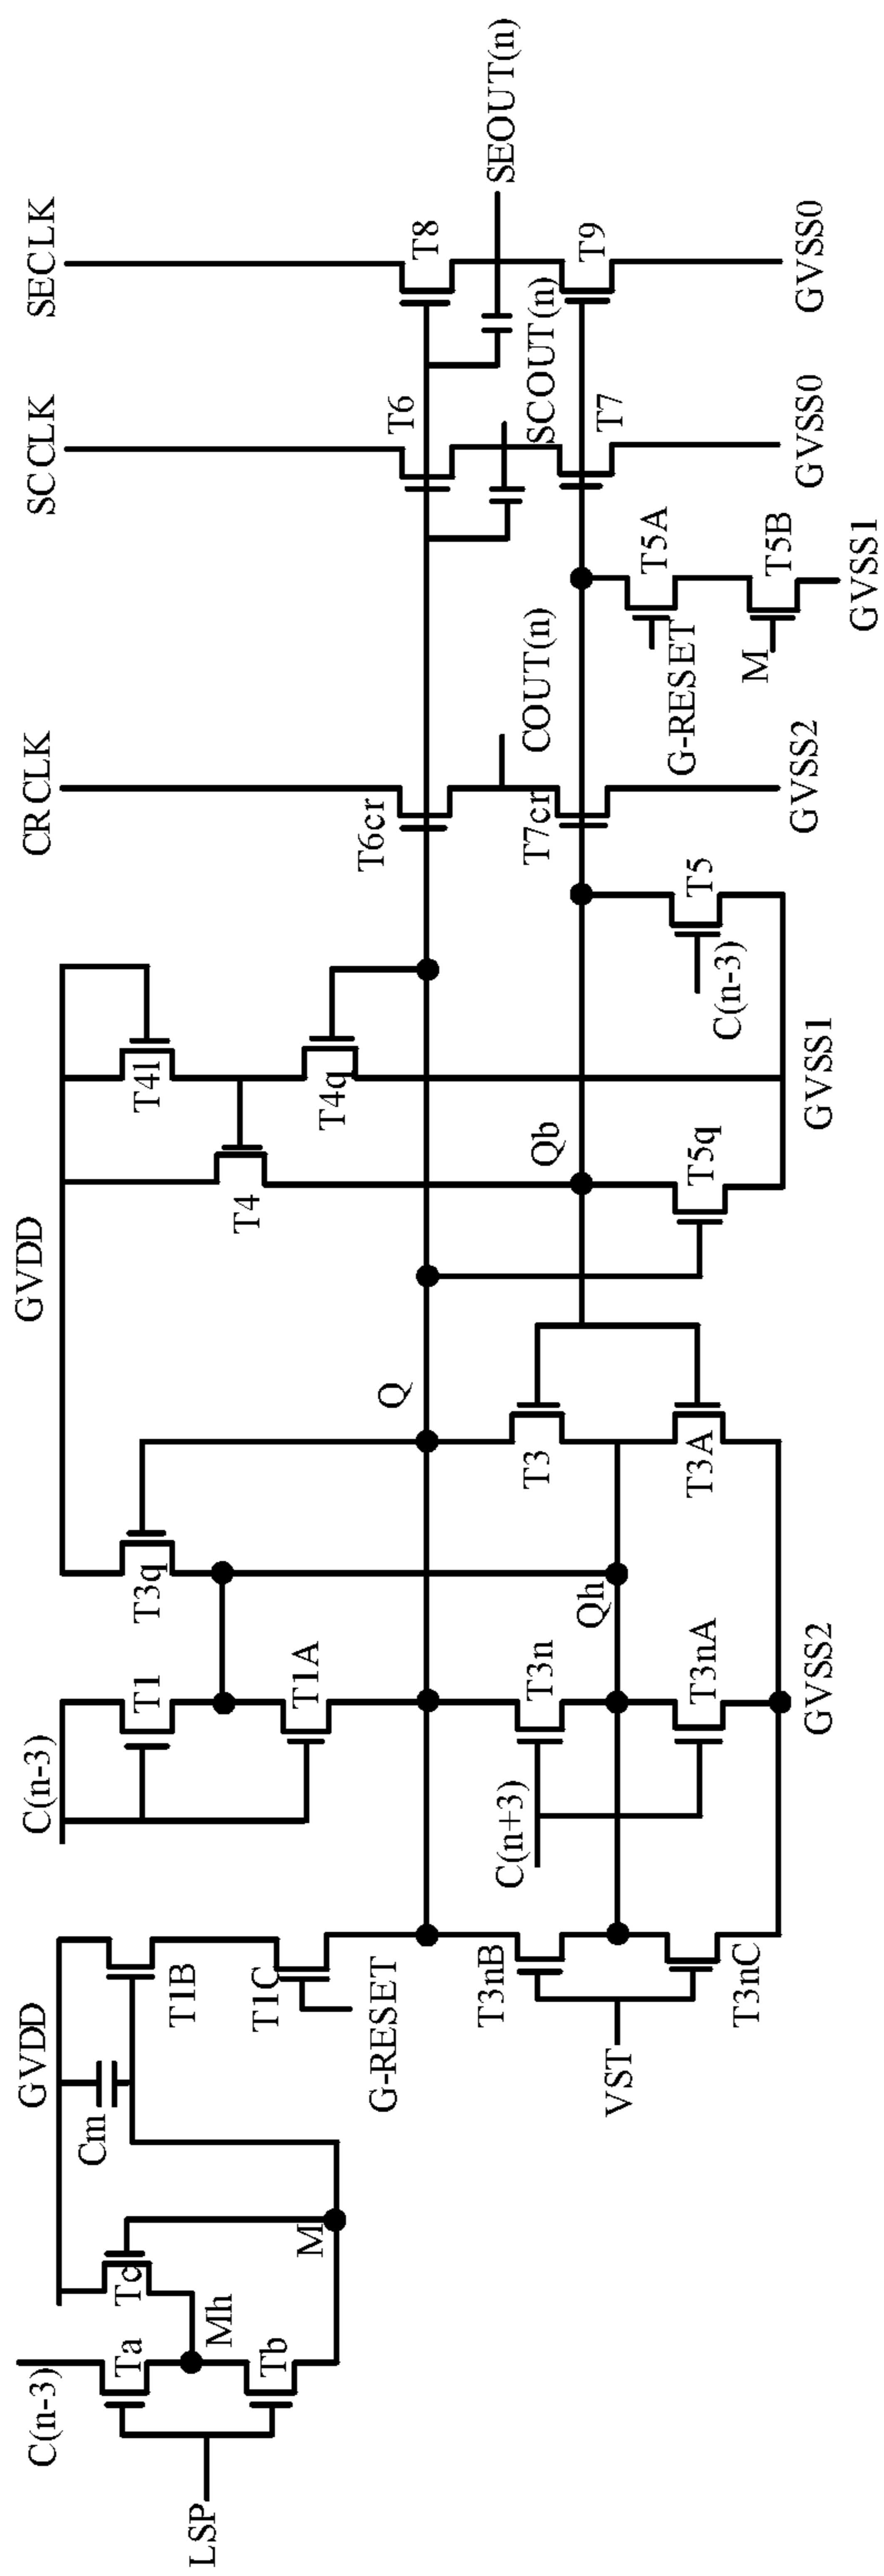 C(n-3)
LSP
Ta
Tb
Mh
Tc
M
Cm
GVDD
T1B
T1C
G-RESET
VST
T3nB
T3nC
C(n-3)
T1
T1A
C(n+3)
T3n
T3nA
Qh
GVSS2
T3q
Q
T3
T3A
GVDD
T4
T4l
T4q
Qb
T5q
GVSS1
C(n-3)
T5
CRCLK
T6cr
T7cr
COUT(n)
GVSS2
G-RESET
T5A
M
T5B
GVSS1
SCCLK
T6
SCOUT(n)
T7
GVSS0
SECLK
T8
SEOUT(n)
T9
GVSS0